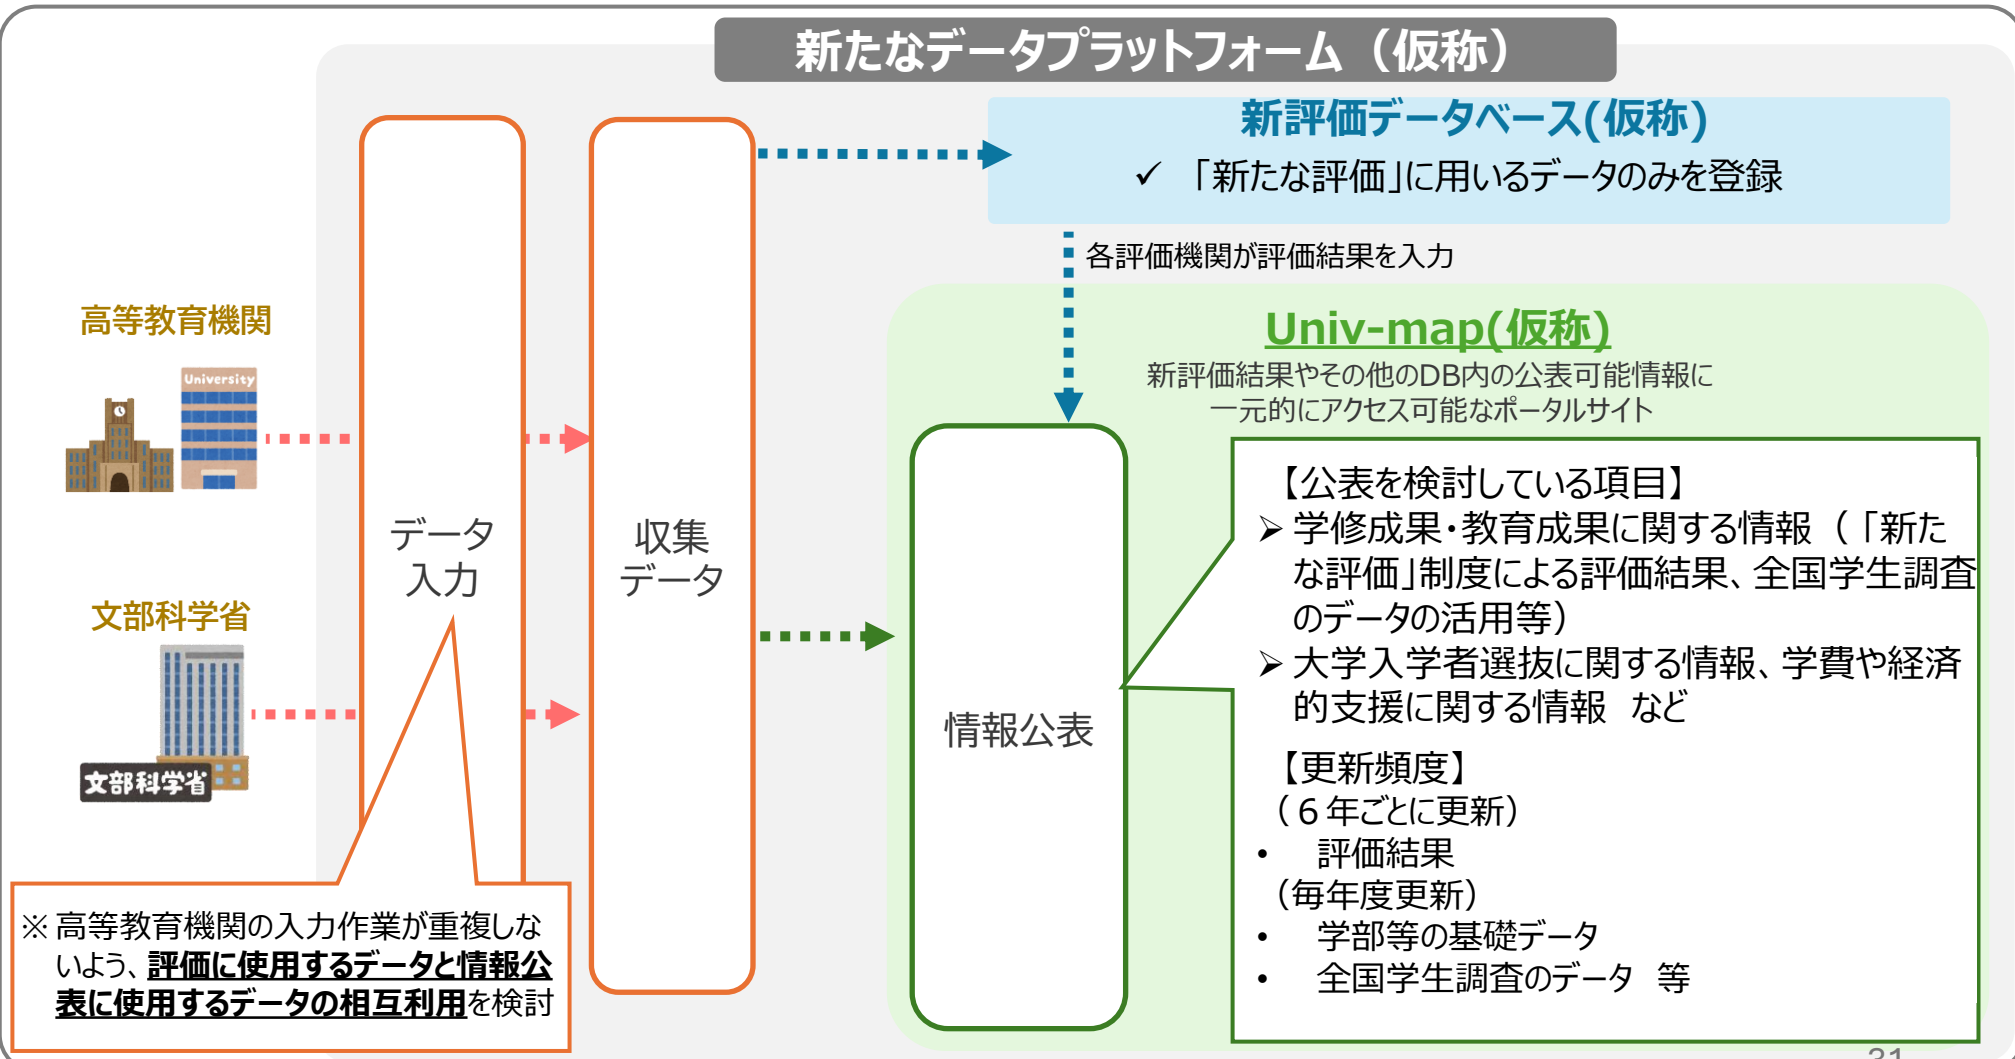 新たなデータプラットフォーム（仮称）
新評価データベース(仮称)
✓ 「新たな評価」に用いるデータのみを登録
各評価機関が評価結果を入力
高等教育機関
University
文部科学省
文部科学省
データ
入力
収集
データ
Univ-map(仮称)
新評価結果やその他のDB内の公表可能情報に
一元的にアクセス可能なポータルサイト
情報公表
【公表を検討している項目】
➢ 学修成果・教育成果に関する情報（「新た
な評価」制度による評価結果、全国学生調査
のデータの活用等）
➢ 大学入学者選抜に関する情報、学費や経済
的支援に関する情報　など
【更新頻度】
（６年ごとに更新）
• 評価結果
（毎年度更新）
• 学部等の基礎データ
• 全国学生調査のデータ　等
※ 高等教育機関の入力作業が重複しな
いよう、評価に使用するデータと情報公
表に使用するデータの相互利用を検討
31